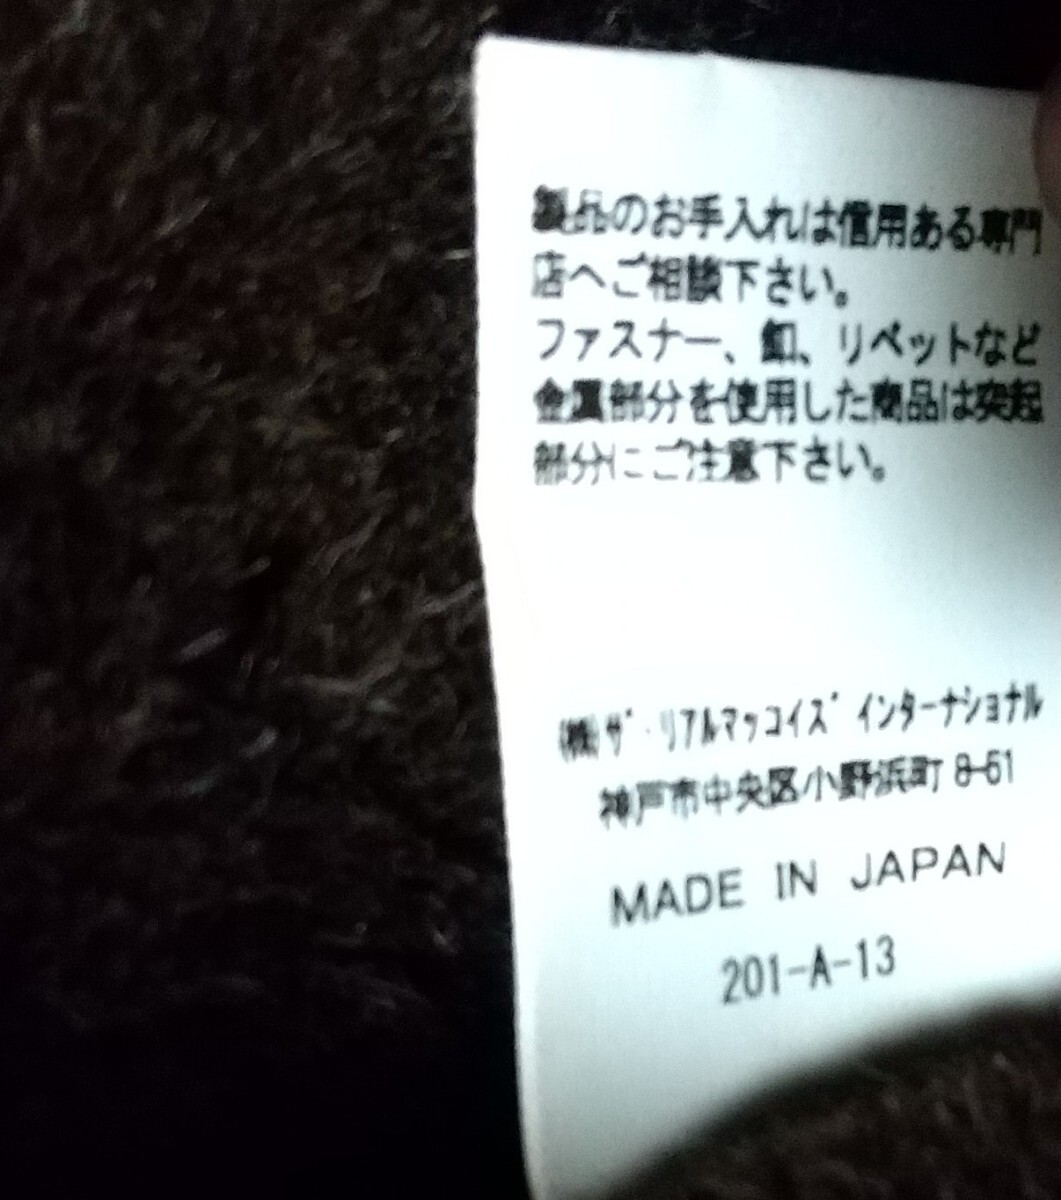 製品のお手入れは信用ある専門
店へご相談下さい。
ファスナー、釦、リベットなど
金属部分を使用した商品は突起
部分にご注意下さい。
㈱ｻﾞ・ﾘｱﾙﾏｯｺｲｽﾞ ｲﾝﾀｰﾅｼｮﾅﾙ
神戸市中央区小野浜町 8-61
MADE IN JAPAN
201-A-13